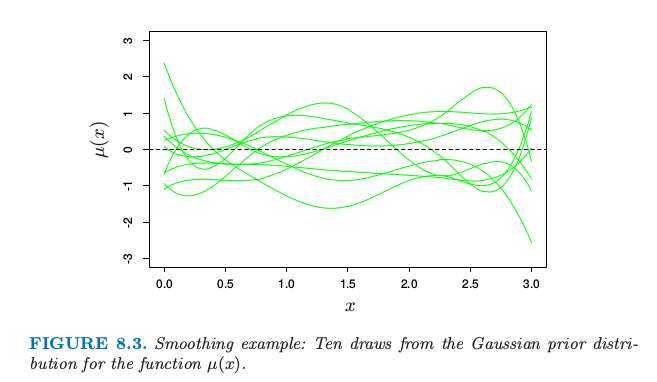 3
2
1
0
-1
-2
-3
μ(x)
0.0 0.5 1.0 1.5 2.0 2.5 3.0
x
FIGURE 8.3. Smoothing example: Ten draws from the Gaussian prior distri-
bution for the function μ(x).